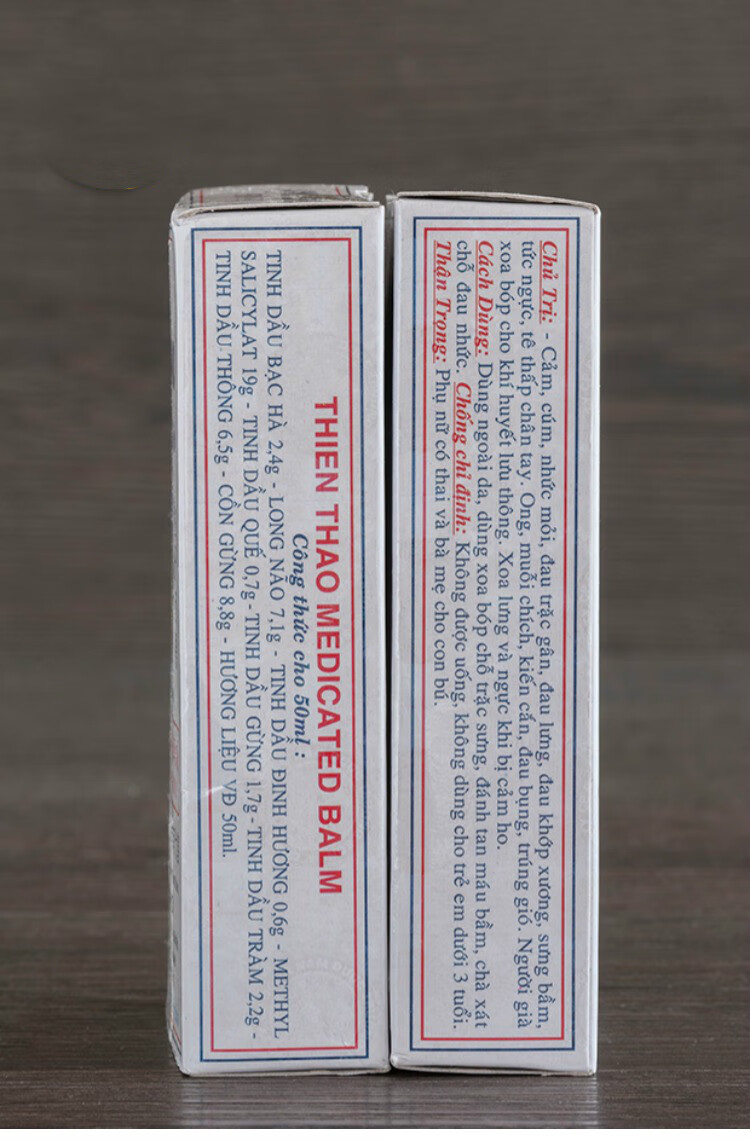 THIEN THAO MEDICATED BALM
Công thức cho 50ml :
TINH DẦU BẠC HÀ 2,4g - LONG NÃO 7,1g - TINH DẦU ĐINH HƯƠNG 0,6g - METHYL
SALICYLAT 19g - TINH DẦU QUẾ 0,7g - TINH DẦU GỪNG 1,7g - TINH DẦU TRÀM 2,2g -
TINH DẦU THÔNG 6,5g - CỒN GỪNG 8,8g - HƯƠNG LIỆU VĐ 50ml.
Chủ Trị: - Cảm, cúm, nhức mỏi, đau trặc gân, đau lưng, đau khớp xương, sưng bầm,
tức ngực, tê thấp chân tay. Ong, muỗi chích, kiến cắn, đau bụng, trúng gió. Người già
xoa bóp cho khí huyết lưu thông. Xoa lưng và ngực khi bị cảm ho.
Cách Dùng: Dùng ngoài da, dùng xoa bóp chỗ trặc sưng, đánh tan máu bầm, chà xát
chỗ đau nhức. Chống chỉ định: Không được uống, không dùng cho trẻ em dưới 3 tuổi.
Thận Trọng: Phụ nữ có thai và bà mẹ cho con bú.